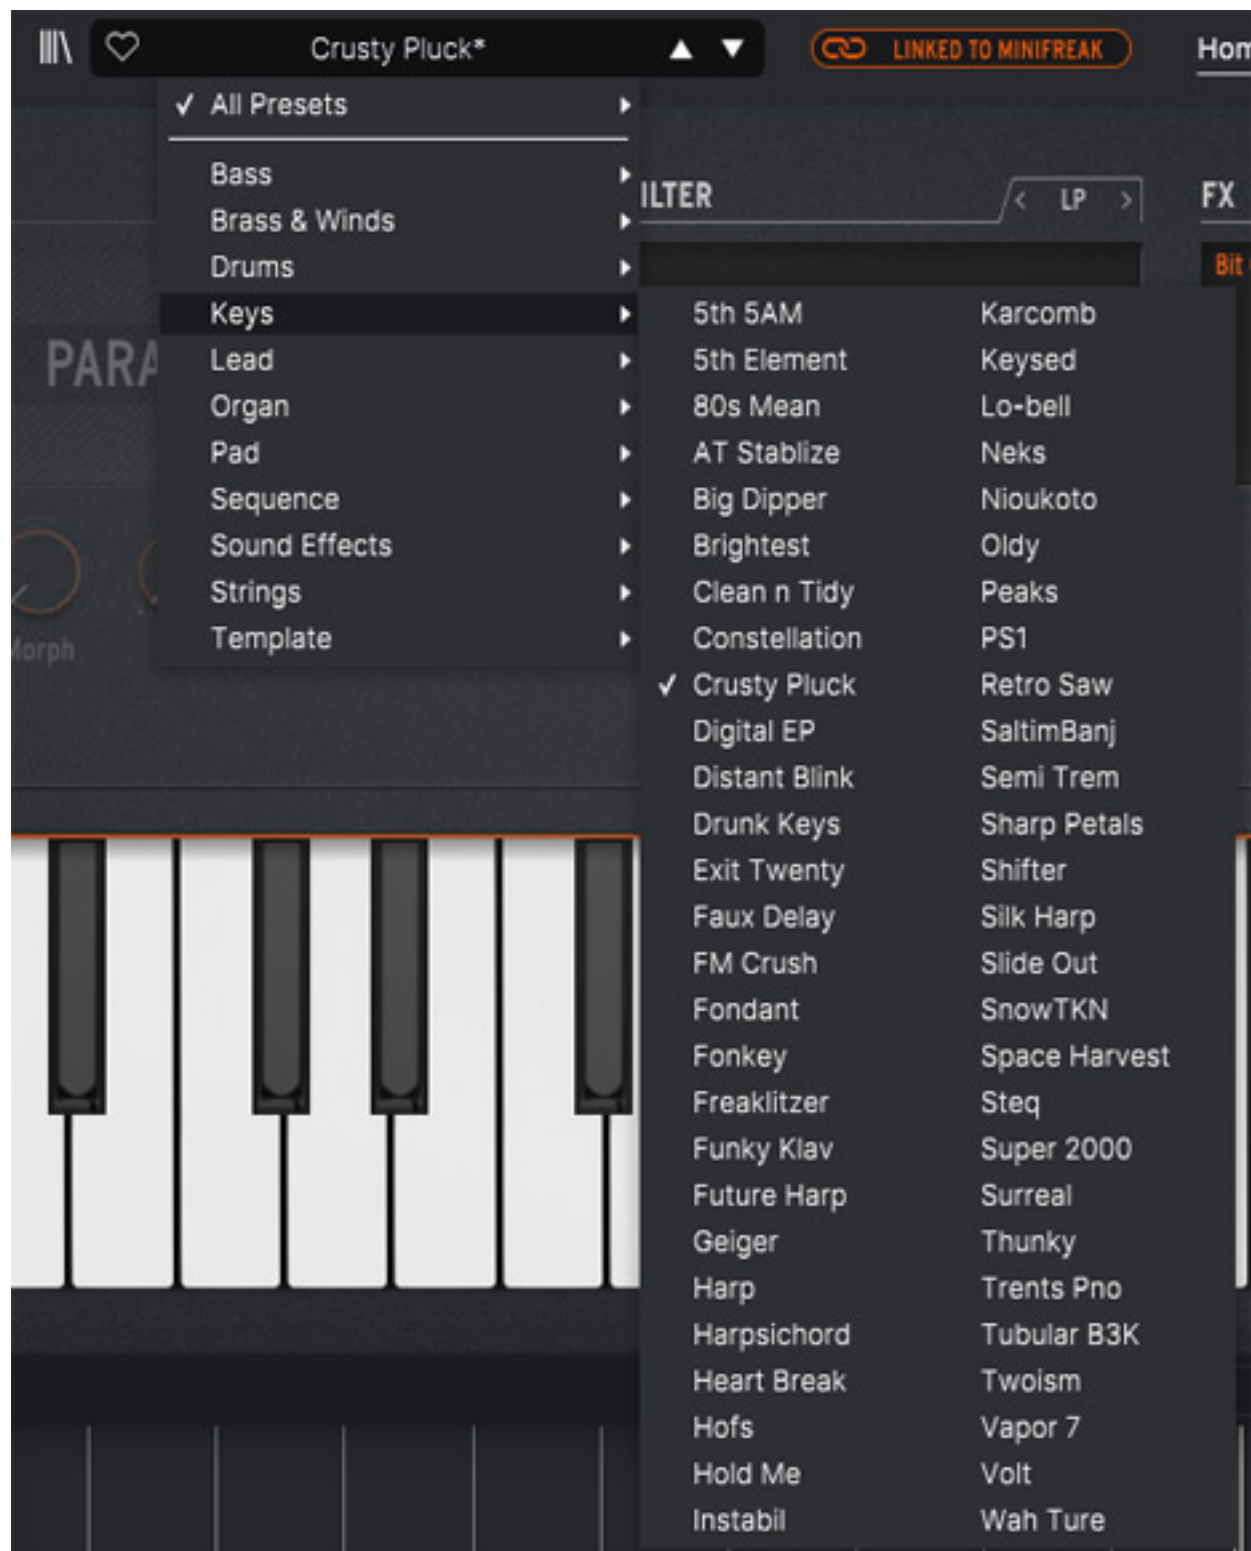 Crusty Pluck*
LINKED TO MINIFREAK
Hom
All Presets
Bass
Brass & Winds
Drums
Keys
Lead
Organ
Pad
Sequence
Sound Effects
Strings
Template
ILTER
LP
FX
Bit
PARA
Morph
5th 5AM
5th Element
80s Mean
AT Stablize
Big Dipper
Brightest
Clean n Tidy
Constellation
Crusty Pluck
Digital EP
Distant Blink
Drunk Keys
Exit Twenty
Faux Delay
FM Crush
Fondant
Fonkey
Freaklitzer
Funky Klav
Future Harp
Geiger
Harp
Harpsichord
Heart Break
Hofs
Hold Me
Instabil
Karcomb
Keysed
Lo-bell
Neks
Nioukoto
Oldy
Peaks
PS1
Retro Saw
SaltimBanj
Semi Trem
Sharp Petals
Shifter
Silk Harp
Slide Out
SnowTKN
Space Harvest
Steq
Super 2000
Surreal
Thunky
Trents Pno
Tubular B3K
Twoism
Vapor 7
Volt
Wah Ture